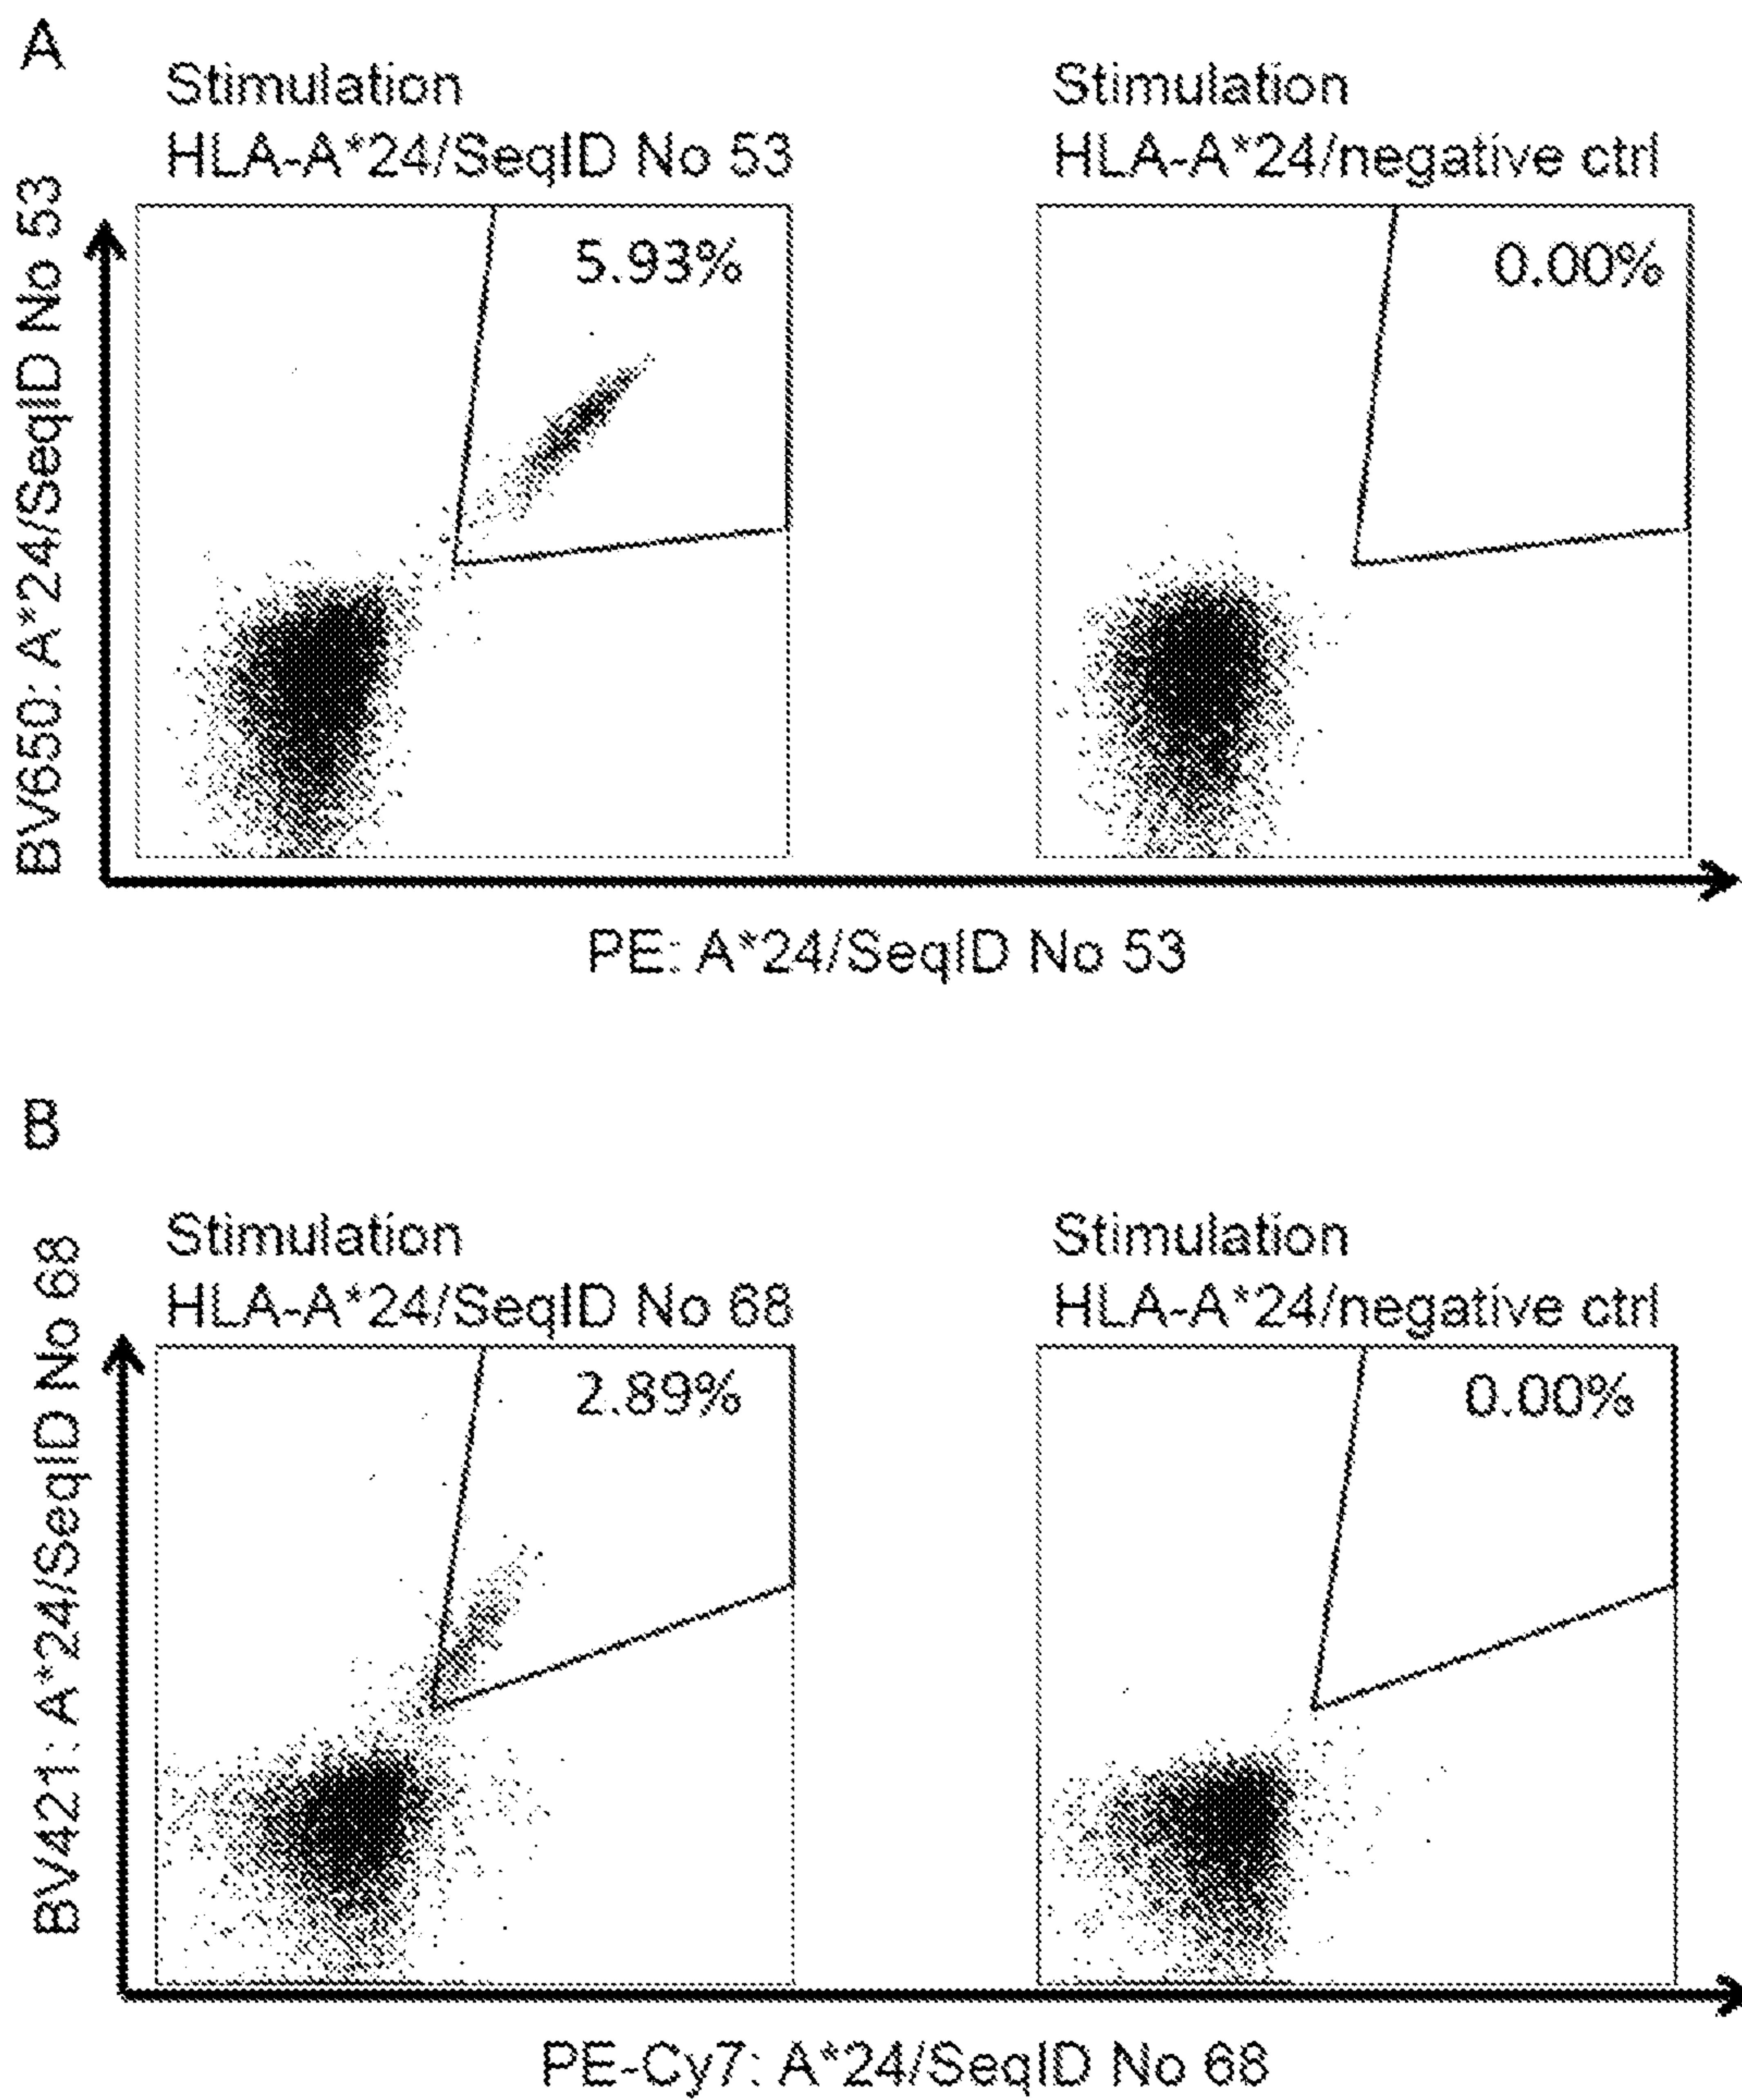 A
Stimulation
HLA-A*24/SeqID No 53
Stimulation
HLA-A*24/negative ctrl
BV650: A*24/SeqID No 53
5.93%
0.00%
PE: A*24/SeqID No 53
B
Stimulation
HLA-A*24/SeqID No 68
Stimulation
HLA-A*24/negative ctrl
BV421: A*24/SeqID No 68
2.89%
0.00%
PE-Cy7: A*24/SeqID No 68